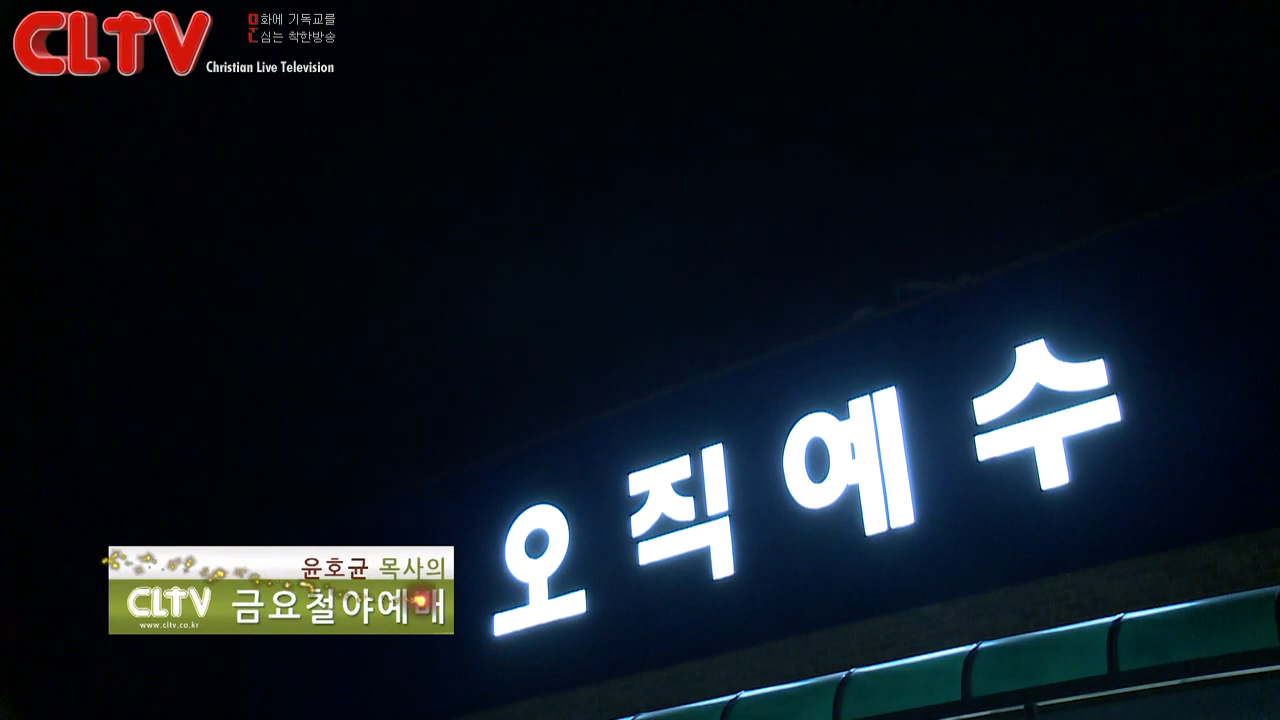 CLTV
문화에 기독교를
심는 착한방송
Christian Live Television
오직예수
윤호균 목사의
CLTV 금요철야예배
www.cltv.co.kr